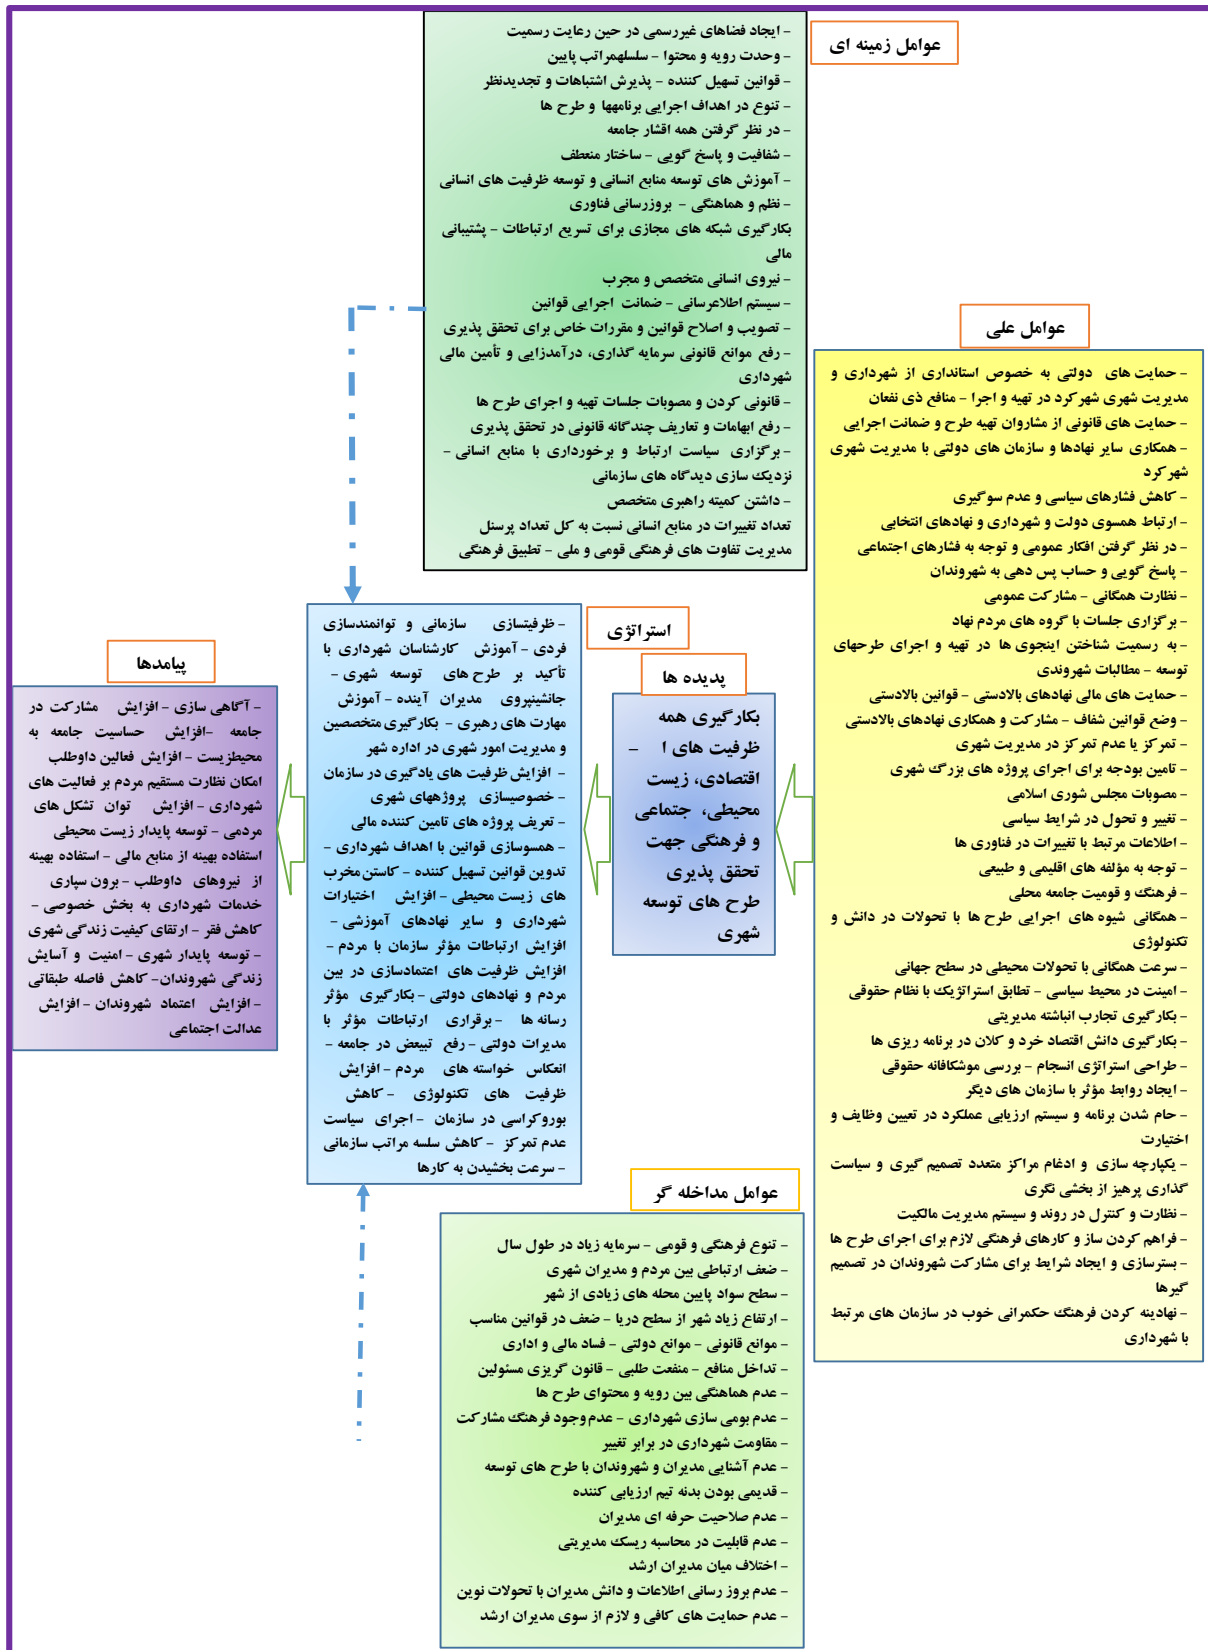 عوامل زمینه ای
- ایجاد فضاهای غیررسمی در حین رعایت رسمیت
- وحدت رویه و محتوا - سلسلهمراتب پایین
- قوانین تسهیل کننده - پذیرش اشتباهات و تجدیدنظر
- تنوع در اهداف اجرایی برنامهها و طرح ها
- در نظر گرفتن همه اقشار جامعه
- شفافیت و پاسخ گویی - ساختار منعطف
- آموزش های توسعه منابع انسانی و توسعه ظرفیت های انسانی
- نظم و هماهنگی - بروزرسانی فناوری
بکارگیری شبکه های مجازی برای تسریع ارتباطات - پشتیبانی
مالی
- نیروی انسانی متخصص و مجرب
- سیستم اطلاعرسانی - ضمانت اجرایی قوانین
- تصویب و اصلاح قوانین و مقررات خاص برای تحقق پذیری
- رفع موانع قانونی سرمایه گذاری، درآمدزایی و تأمین مالی
شهرداری
- قانونی کردن و مصوبات جلسات تهیه و اجرای طرح ها
- رفع ابهامات و تعاریف چندگانه قانونی در تحقق پذیری
- برگزاری سیاست ارتباط و برخورداری با منابع انسانی -
نزدیک سازی دیدگاه های سازمانی
- داشتن کمیته راهبری متخصص
تعداد تغییرات در منابع انسانی نسبت به کل تعداد پرسنل
مدیریت تفاوت های فرهنگی قومی و ملی - تطبیق فرهنگی
عوامل علی
- حمایت های دولتی به خصوص استانداری از شهرداری و
مدیریت شهری شهرکرد در تهیه و اجرا - منافع ذی نفعان
- حمایت های قانونی از مشاروان تهیه طرح و ضمانت اجرایی
- همکاری سایر نهادها و سازمان های دولتی با مدیریت شهری
شهرکرد
- کاهش فشارهای سیاسی و عدم سوگیری
- ارتباط همسوی دولت و شهرداری و نهادهای انتخابی
- در نظر گرفتن افکار عمومی و توجه به فشارهای اجتماعی
- پاسخ گویی و حساب پس دهی به شهروندان
- نظارت همگانی - مشارکت عمومی
- برگزاری جلسات با گروه های مردم نهاد
- به رسمیت شناختن اینجوی ها در تهیه و اجرای طرحهای
توسعه - مطالبات شهروندی
- حمایت های مالی نهادهای بالادستی - قوانین بالادستی
- وضع قوانین شفاف - مشارکت و همکاری نهادهای بالادستی
- تمرکز یا عدم تمرکز در مدیریت شهری
- تامین بودجه برای اجرای پروژه های بزرگ شهری
- مصوبات مجلس شوری اسلامی
- تغییر و تحول در شرایط سیاسی
- اطلاعات مرتبط با تغییرات در فناوری ها
- توجه به مؤلفه های اقلیمی و طبیعی
- فرهنگ و قومیت جامعه محلی
- همگانی شیوه های اجرایی طرح ها با تحولات در دانش و
تکنولوژی
- سرعت همگانی با تحولات محیطی در سطح جهانی
- امینت در محیط سیاسی - تطابق استراتژیک با نظام حقوقی
- بکارگیری تجارب انباشته مدیریتی
- بکارگیری دانش اقتصاد خرد و کلان در برنامه ریزی ها
- طراحی استراتژی انسجام - بررسی موشکافانه حقوقی
- ایجاد روابط مؤثر با سازمان های دیگر
- حام شدن برنامه و سیستم ارزیابی عملکرد در تعیین وظایف و
اختیارت
- یکپارچه سازی و ادغام مراکز متعدد تصمیم گیری و سیاست
گذاری پرهیز از بخشی نگری
- نظارت و کنترل در روند و سیستم مدیریت مالکیت
- فراهم کردن ساز و کارهای فرهنگی لازم برای اجرای طرح ها
- بسترسازی و ایجاد شرایط برای مشارکت شهروندان در تصمیم
گیرها
- نهادینه کردن فرهنگ حکمرانی خوب در سازمان های مرتبط
با شهرداری
پدیده ها
بکارگیری همه
ظرفیت های ا -
اقتصادی، زیست
محیطی، جتماعی
و فرهنگی جهت
تحقق پذیری
طرح های توسعه
شهری
استراتژی
- ظرفیتسازی سازمانی و توانمندسازی
فردی - آموزش کارشناسان شهرداری با
تأکید بر طرح های توسعه شهری -
جانشینپروی مدیران آینده - آموزش
مهارت های رهبری - بکارگیری متخصصین
و مدیریت امور شهری در اداره شهر
- افزایش ظرفیت های یادگیری در سازمان
- خصوصیسازی پروژههای شهری
- تعریف پروژه های تامین کننده مالی
- همسوسازی قوانین با اهداف شهرداری -
تدوین قوانین تسهیل کننده - کاستن مخرب
های زیست محیطی - افزایش اختیارات
شهرداری و سایر نهادهای آموزشی -
افزایش ارتباطات مؤثر سازمان با مردم -
افزایش ظرفیت های اعتمادسازی در بین
مردم و نهادهای دولتی - بکارگیری مؤثر
رسانه ها - برقراری ارتباطات مؤثر با
مدیرات دولتی - رفع تبیعض در جامعه -
انعکاس خواسته های مردم - افزایش
ظرفیت های تکنولوژی - کاهش
بوروکراسی در سازمان - اجرای سیاست
عدم تمرکز - کاهش سلسه مراتب سازمانی
- سرعت بخشیدن به کارها
پیامدها
- آگاهی سازی - افزایش مشارکت در
جامعه - افزایش حساسیت جامعه به
محیطزیست - افزایش فعالین داوطلب
امکان نظارت مستقیم مردم بر فعالیت های
شهرداری - افزایش توان تشکل های
مردمی - توسعه پایدار زیست محیطی
استفاده بهینه از منابع مالی - استفاده بهینه
از نیروهای داوطلب - برون سپاری
خدمات شهرداری به بخش خصوصی -
کاهش فقر - ارتقای کیفیت زندگی شهری
- توسعه پایدار شهری - امنیت و آسایش
زندگی شهروندان - کاهش فاصله طبقاتی
- افزایش اعتماد شهروندان - افزایش
عدالت اجتماعی
عوامل مداخله گر
- تنوع فرهنگی و قومی - سرمایه زیاد در طول سال
- ضعف ارتباطی بین مردم و مدیران شهری
- سطح سواد پایین محله های زیادی از شهر
- ارتفاع زیاد شهر از سطح دریا - ضعف در قوانین مناسب
- موانع قانونی - موانع دولتی - فساد مالی و اداری
- تداخل منافع - منفعت طلبی - قانون گریزی مسئولین
- عدم هماهنگی بین رویه و محتوای طرح ها
- عدم بومی سازی شهرداری - عدم وجود فرهنگ مشارکت
- مقاومت شهرداری در برابر تغییر
- عدم آشنایی مدیران و شهروندان با طرح های توسعه
- قدیمی بودن بدنه تیم ارزیابی کننده
- عدم صلاحیت حرفه ای مدیران
- عدم قابلیت در محاسبه ریسک مدیریتی
- اختلاف میان مدیران ارشد
- عدم بروز رسانی اطلاعات و دانش مدیران با تحولات نوین
- عدم حمایت های کافی و لازم از سوی مدیران ارشد